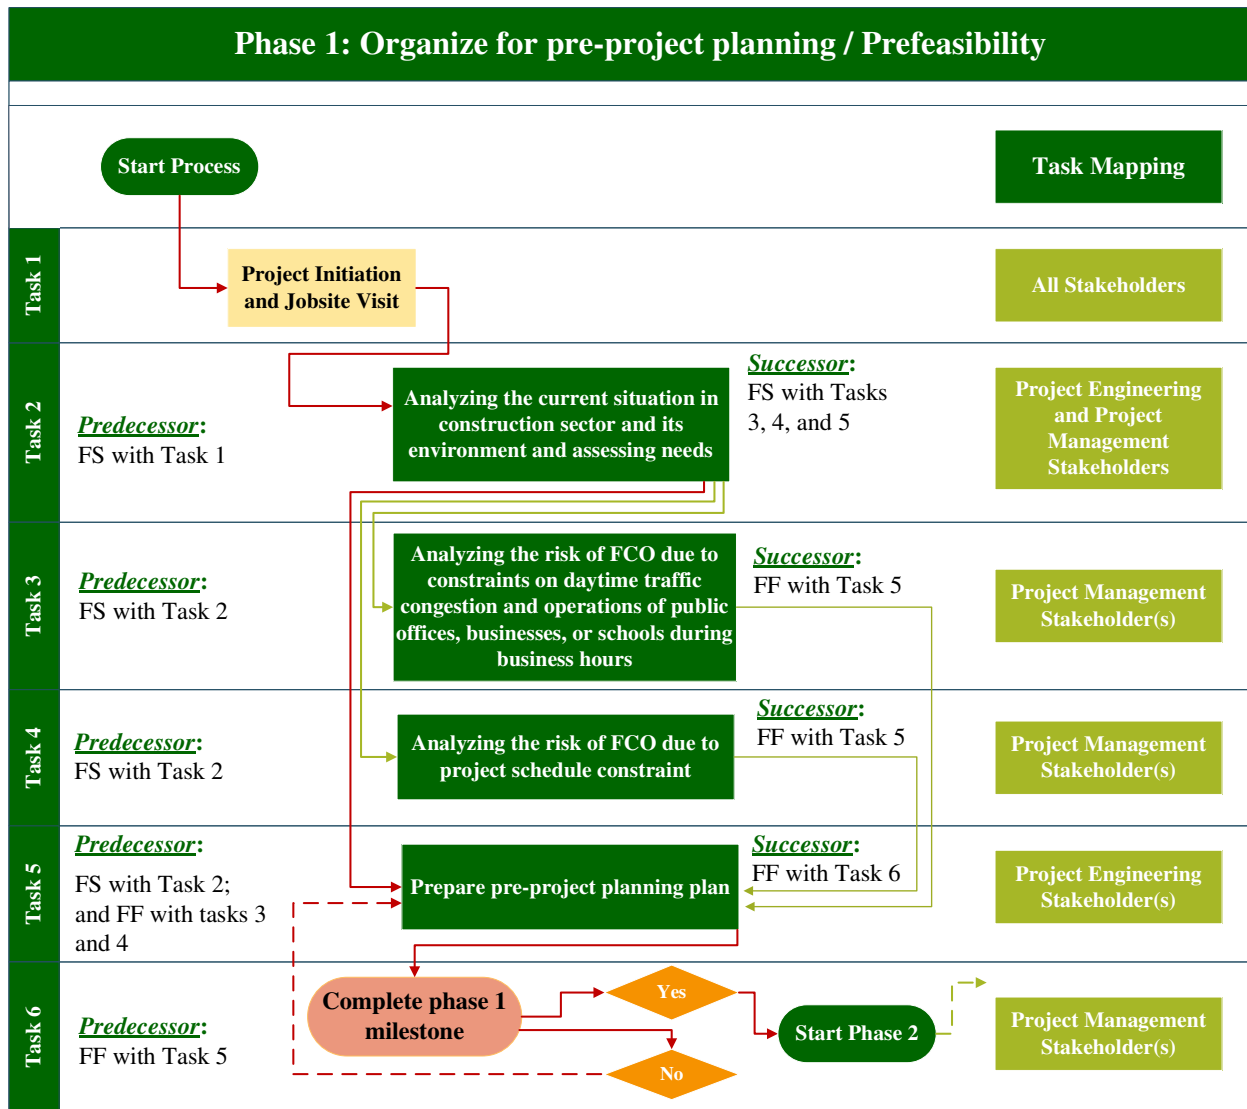 Phase 1: Organize for pre-project planning / Prefeasibility
Start Process
Task Mapping
Task 1
Project Initiation
and Jobsite Visit
All Stakeholders
Task 2
Predecessor:
FS with Task 1
Analyzing the current situation in
construction sector and its
environment and assessing needs
Successor:
FS with Tasks
3, 4, and 5
Project Engineering
and Project
Management
Stakeholders
Task 3
Predecessor:
FS with Task 2
Analyzing the risk of FCO due to
constraints on daytime traffic
congestion and operations of public
offices, businesses, or schools during
business hours
Successor:
FF with Task 5
Project Management
Stakeholder(s)
Task 4
Predecessor:
FS with Task 2
Analyzing the risk of FCO due to
project schedule constraint
Successor:
FF with Task 5
Project Management
Stakeholder(s)
Task 5
Predecessor:
FS with Task 2;
and FF with tasks 3
and 4
Prepare pre-project planning plan
Successor:
FF with Task 6
Project Engineering
Stakeholder(s)
Task 6
Predecessor:
FF with Task 5
Complete phase 1
milestone
Yes
No
Start Phase 2
Project Management
Stakeholder(s)